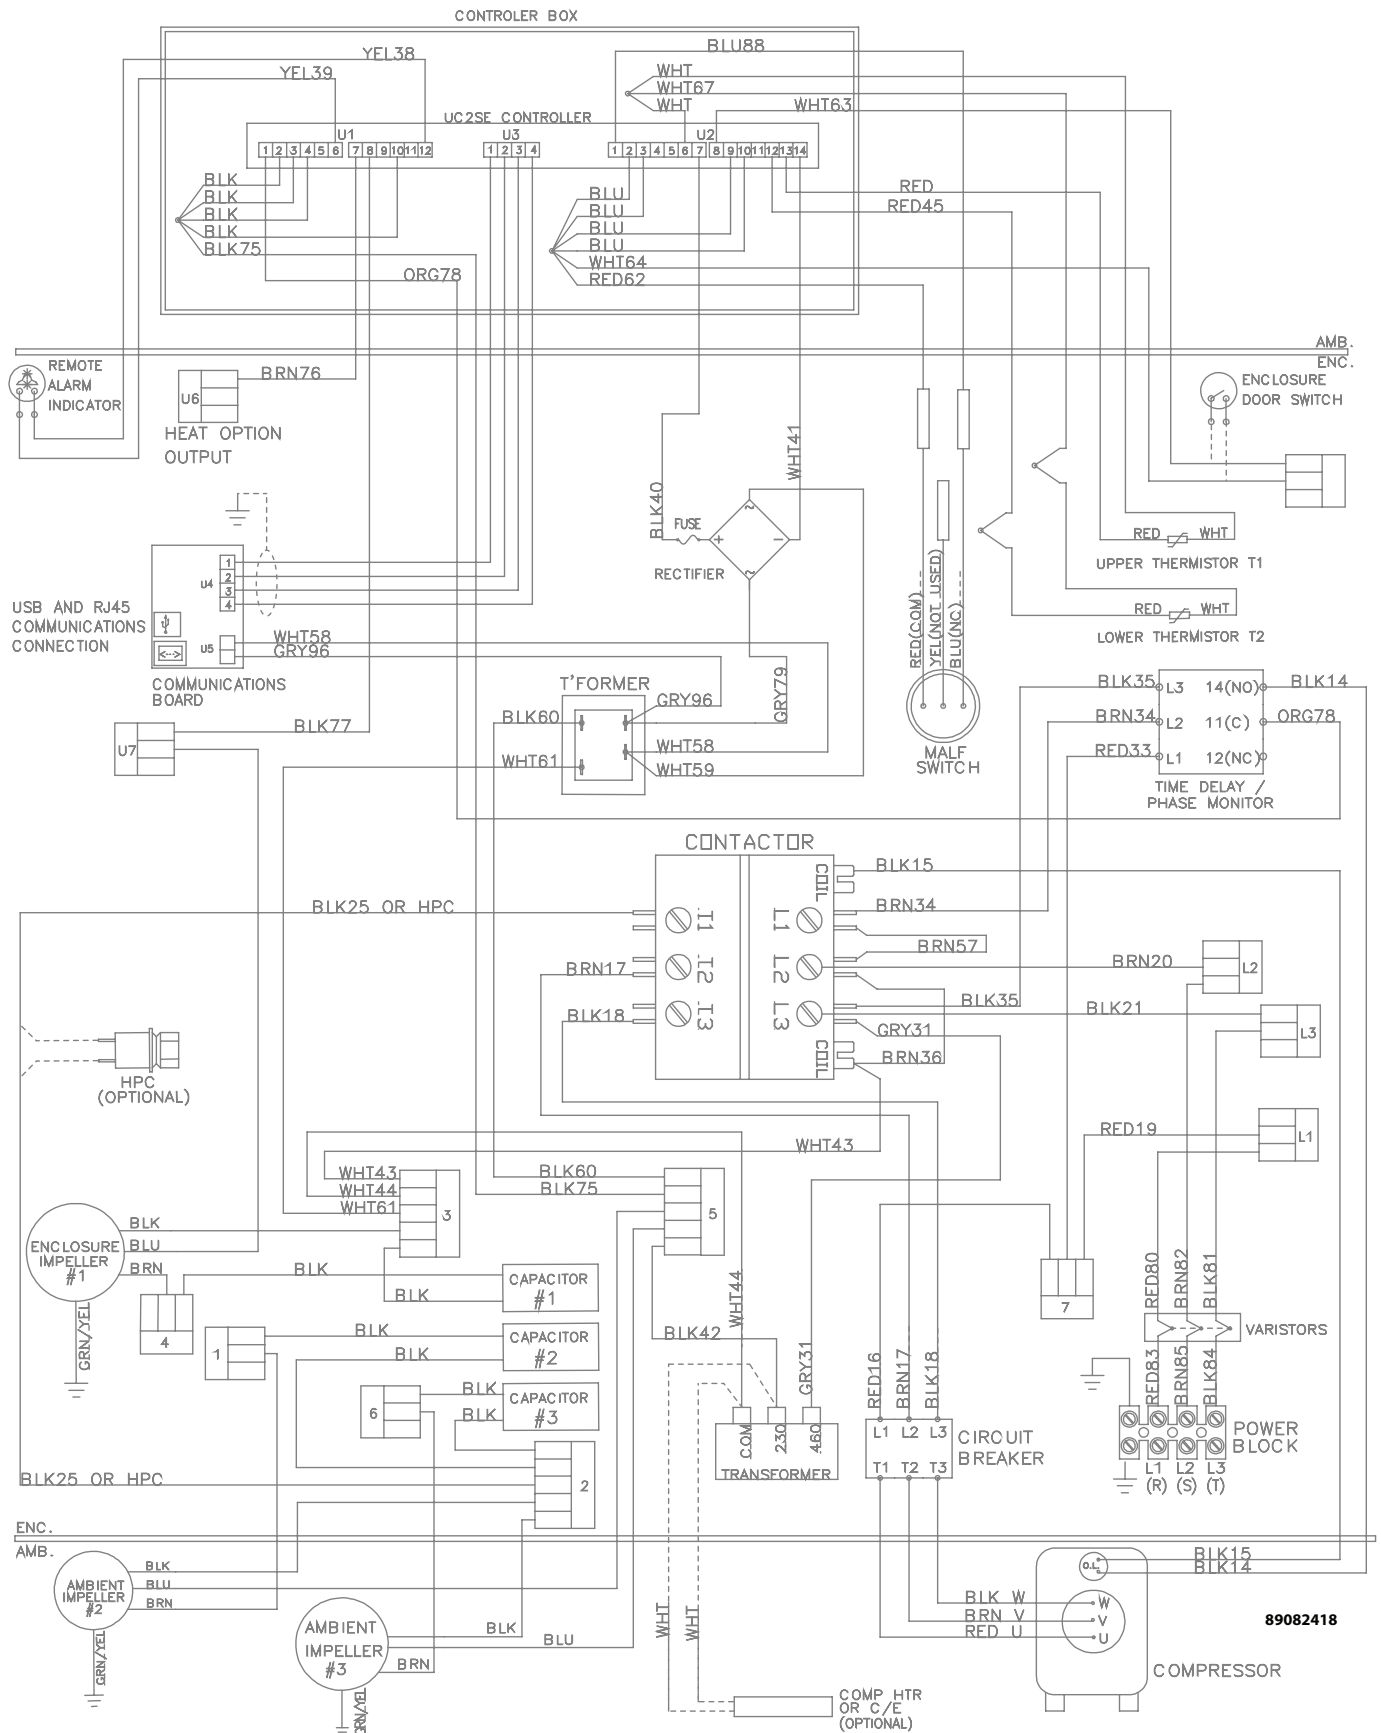 CONTROLER BOX
YEL38
YEL39
BLU88
WHT
WHT67
WHT
WHT63
UC2SE CONTROLLER
U1
U3
U2
1 2 3 4 5 6 7 8 9 10 11 12
1 2 3 4
1 2 3 4 5 6 7 8 9 10 11 12 13 14
BLK
BLK
BLK
BLK
BLK75
ORG78
BLU
BLU
BLU
BLU
WHT64
RED62
RED
RED45
AMB.
ENC.
REMOTE
ALARM
INDICATOR
BRN76
U6
HEAT OPTION
OUTPUT
ENCLOSURE
DOOR SWITCH
WHT41
BLK40
FUSE
+
~
−
~
RECTIFIER
RED(COM)
YEL(NOT USED)
BLU(NC)
RED
WHT
UPPER THERMISTOR T1
RED
WHT
LOWER THERMISTOR T2
U4
1
2
3
4
U5
USB AND RJ45
COMMUNICATIONS
CONNECTION
WHT58
GRY96
COMMUNICATIONS
BOARD
T'FORMER
BLK60
WHT61
GRY96
GRY79
WHT58
WHT59
U7
BLK77
MALF
SWITCH
BLK35
BRN34
RED33
L3
L2
L1
14(NO)
11(C)
12(NC)
BLK14
ORG78
TIME DELAY /
PHASE MONITOR
CONTACTOR
COIL
BLK15
BLK25 OR HPC
T1
L1
BRN34
BRN57
BRN17
T2
L2
BRN20
L2
BLK35
BLK18
T3
L3
BLK21
L3
GRY31
COIL
BRN36
HPC
(OPTIONAL)
RED19
L1
WHT43
WHT43
WHT44
WHT61
3
BLK60
BLK75
5
BLK
BLU
BRN
ENCLOSURE
IMPELLER
#1
GRN/YEL
BLK
BLK
CAPACITOR
#1
4
1
BLK
BLK
CAPACITOR
#2
6
BLK
BLK
CAPACITOR
#3
2
BLK25 OR HPC
WHT44
BLK42
GRY31
COM
230
460
TRANSFORMER
RED16
BRN17
BLK18
L1 L2 L3
T1 T2 T3
CIRCUIT
BREAKER
7
RED80
BRN82
BLK81
VARISTORS
RED83
BRN85
BLK84
POWER
BLOCK
L1 L2 L3
(R) (S) (T)
ENC.
AMB.
BLK
BLU
BRN
AMBIENT
IMPELLER
#2
GRN/YEL
AMBIENT
IMPELLER
#3
BLK
BLU
BRN
GRN/YEL
WHT
WHT
COMP HTR
OR C/E
(OPTIONAL)
BLK W
BRN V
RED U
O.L.
W
V
U
BLK15
BLK14
COMPRESSOR
89082418